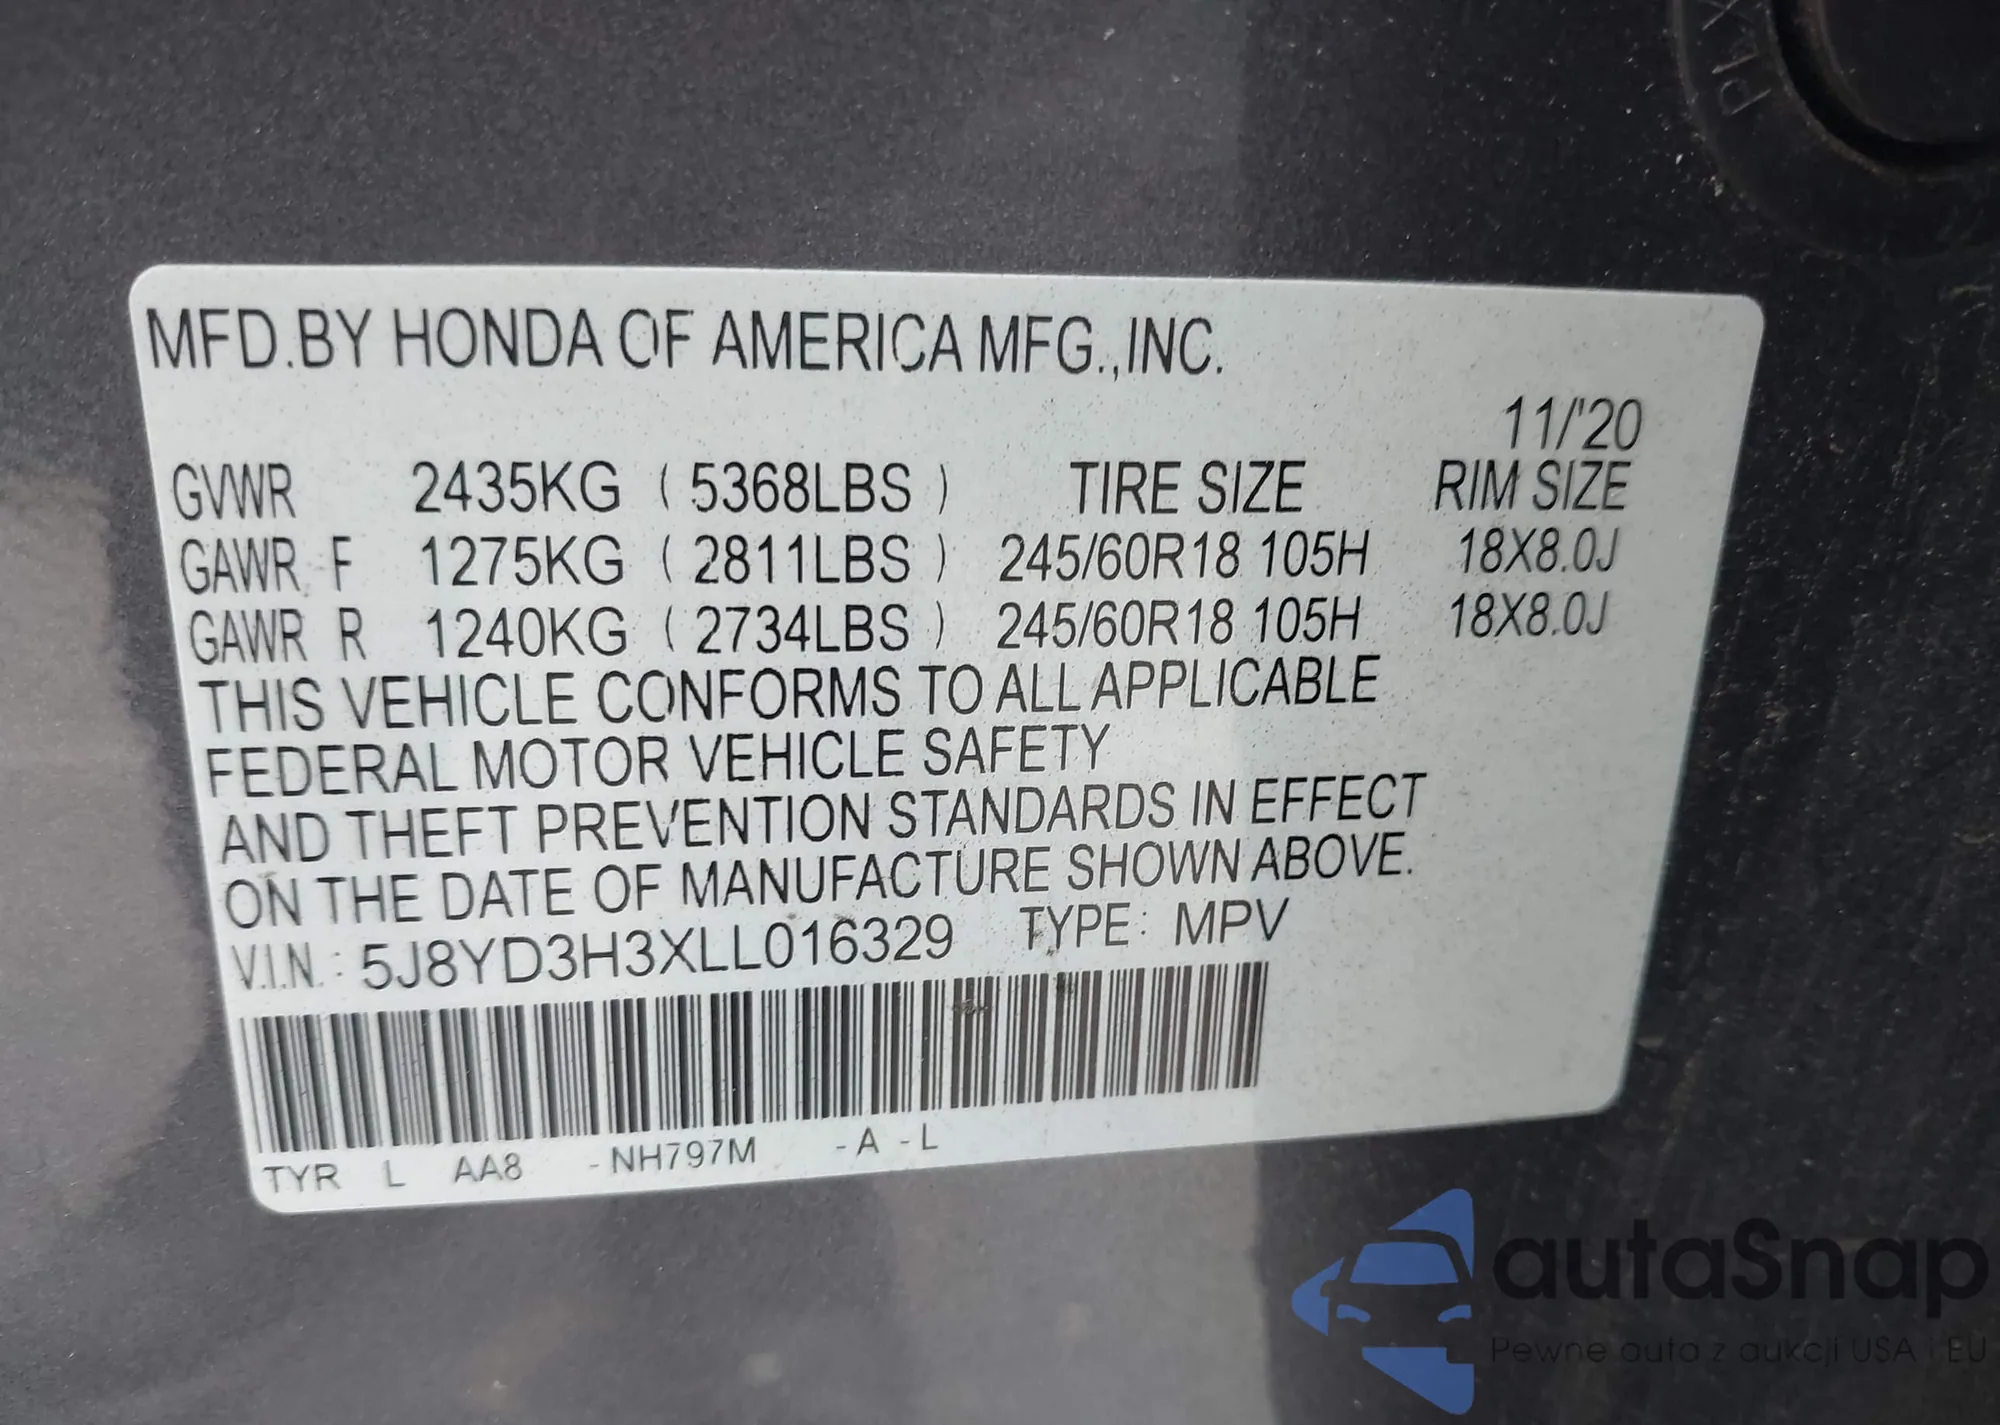 PLX
MFD.BY HONDA OF AMERICA MFG.,INC.
11/'20
GVWR 2435KG ( 5368LBS ) TIRE SIZE RIM SIZE
GAWR F 1275KG ( 2811LBS ) 245/60R18 105H 18X8.0J
GAWR R 1240KG ( 2734LBS ) 245/60R18 105H 18X8.0J
THIS VEHICLE CONFORMS TO ALL APPLICABLE
FEDERAL MOTOR VEHICLE SAFETY
AND THEFT PREVENTION STANDARDS IN EFFECT
ON THE DATE OF MANUFACTURE SHOWN ABOVE.
V.I.N.: 5J8YD3H3XLL016329 TYPE: MPV
TYR L AA8 -NH797M -A -L
autaSnap
Pewne auta z aukcji USA i EU